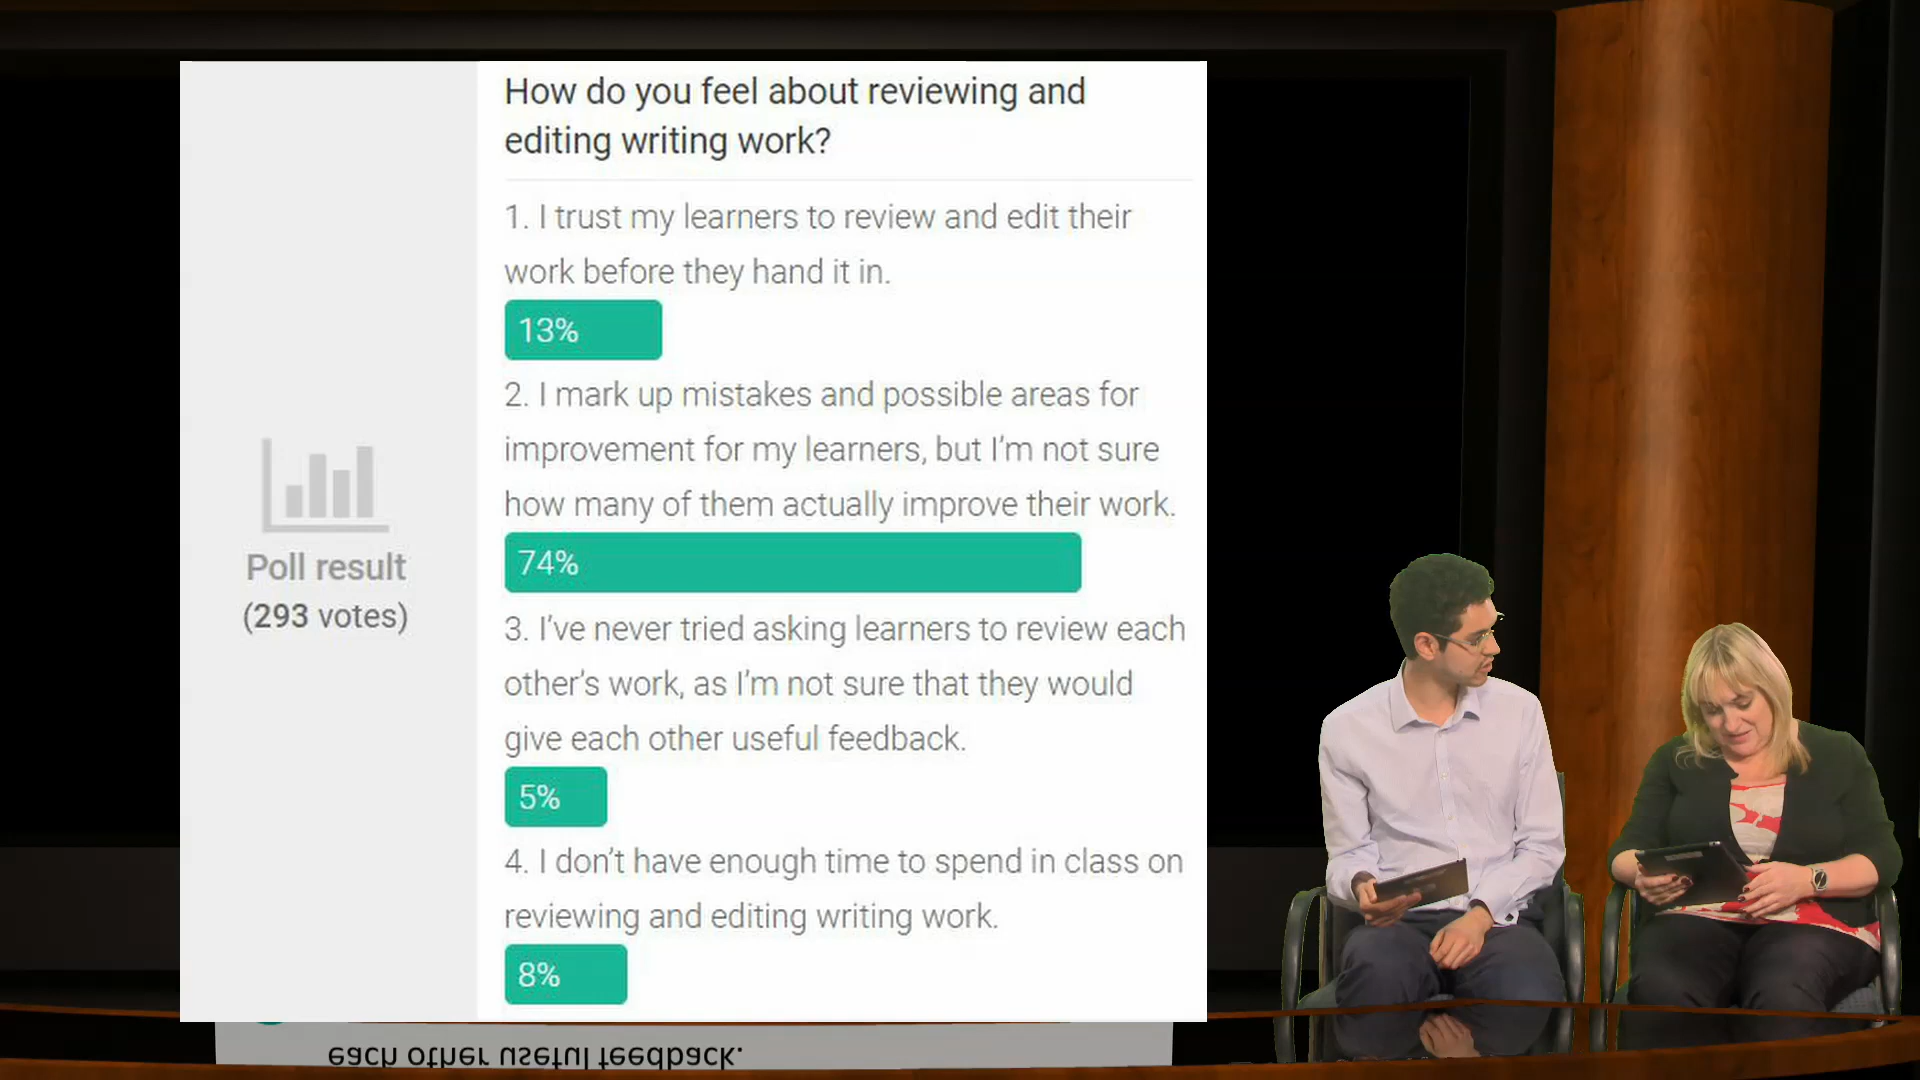 How do you feel about reviewing and
editing writing work?
1. I trust my learners to review and edit their
work before they hand it in.
13%
2. I mark up mistakes and possible areas for
improvement for my learners, but I'm not sure
how many of them actually improve their work.
74%
Poll result
(293 votes)
3. I've never tried asking learners to review each
other's work, as I'm not sure that they would
give each other useful feedback.
5%
4. I don't have enough time to spend in class on
reviewing and editing writing work.
8%
each other useful feedback.